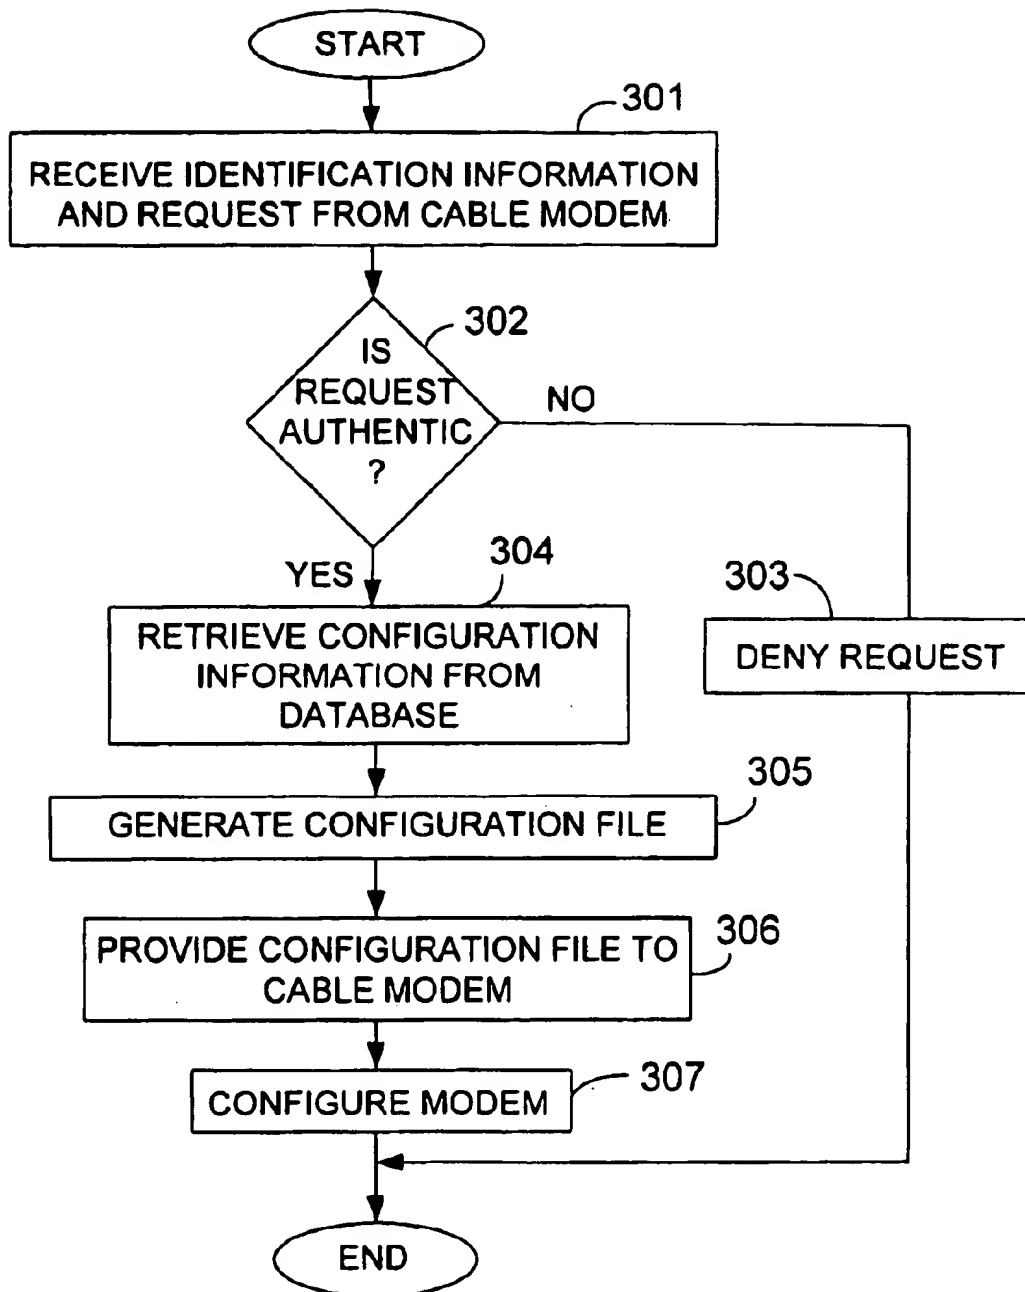 START
301
RECEIVE IDENTIFICATION INFORMATION
AND REQUEST FROM CABLE MODEM
302
IS
REQUEST
AUTHENTIC
?
NO
YES
304
303
RETRIEVE CONFIGURATION
INFORMATION FROM
DATABASE
DENY REQUEST
305
GENERATE CONFIGURATION FILE
306
PROVIDE CONFIGURATION FILE TO
CABLE MODEM
307
CONFIGURE MODEM
END